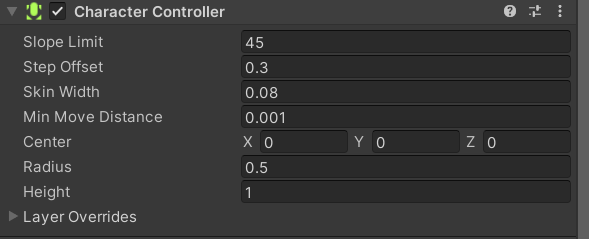 Character Controller
Slope Limit 45
Step Offset 0.3
Skin Width 0.08
Min Move Distance 0.001
Center X 0 Y 0 Z 0
Radius 0.5
Height 1
Layer Overrides